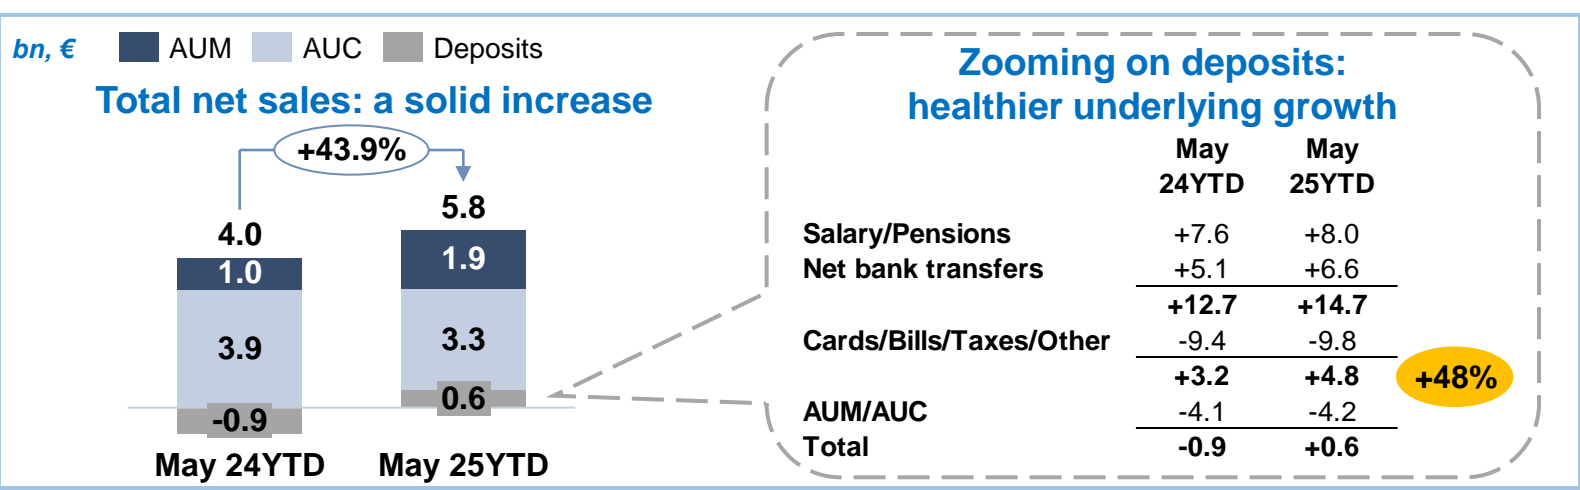 bn, € AUM AUC Deposits
Total net sales: a solid increase
+43.9%
4.0 5.8
1.0 1.9
3.9 3.3
-0.9 0.6
May 24YTD May 25YTD
Zooming on deposits:
healthier underlying growth
May May
24YTD 25YTD
Salary/Pensions +7.6 +8.0
Net bank transfers +5.1 +6.6
+12.7 +14.7
Cards/Bills/Taxes/Other -9.4 -9.8
+3.2 +4.8 +48%
AUM/AUC -4.1 -4.2
Total -0.9 +0.6